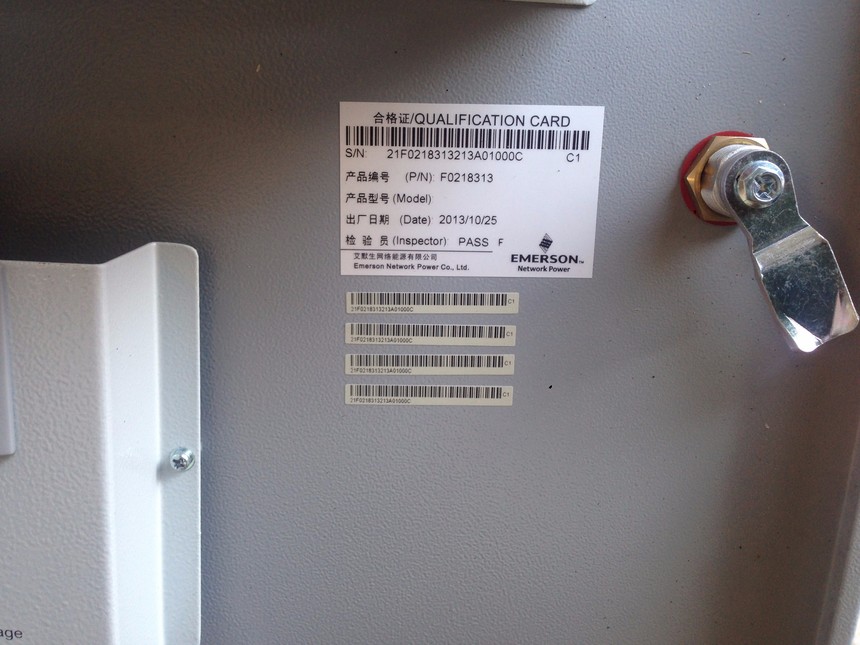 合格证/QUALIFICATION CARD
S/N: 21F0218313213A01000C C1
产品编号 (P/N): F0218313
产品型号 (Model)
出厂日期 (Date) 2013/10/25
检 验 员 (Inspector) PASS F
艾默生网络能源有限公司
Emerson Network Power Co., Ltd.
EMERSON™
Network Power
C1
21F0218313213A01000C
C1
21F0218313213A01000C
C1
21F0218313213A01000C
C1
21F0218313213A01000C
age